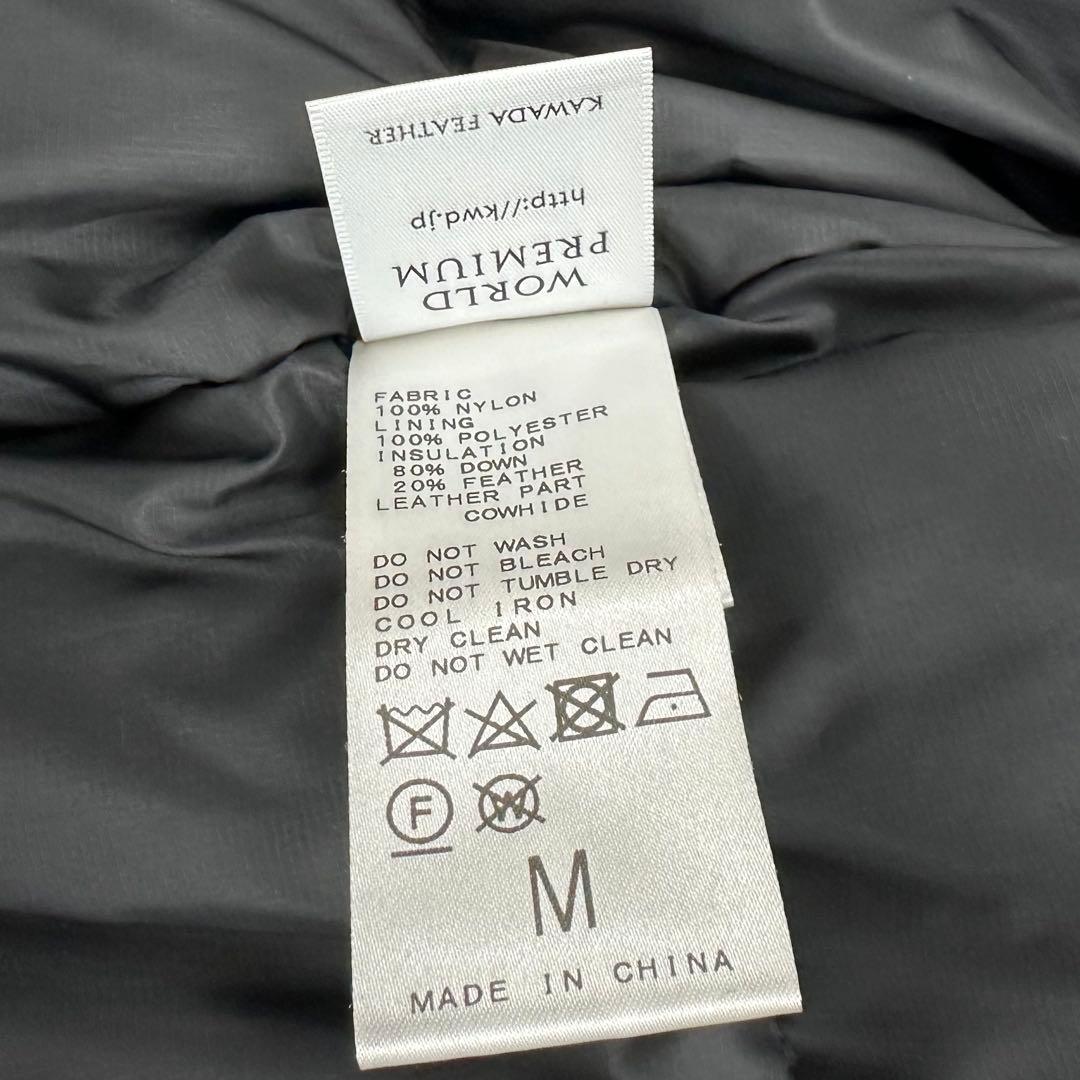 WORLD
PREMIUM
http://kwd.jp
KAWADA FEATHER
FABRIC
100% NYLON
LINING
100% POLYESTER
INSULATION
80% DOWN
20% FEATHER
LEATHER PART
COWHIDE
DO NOT WASH
DO NOT BLEACH
DO NOT TUMBLE DRY
COOL IRON
DRY CLEAN
DO NOT WET CLEAN
F W
M
MADE IN CHINA